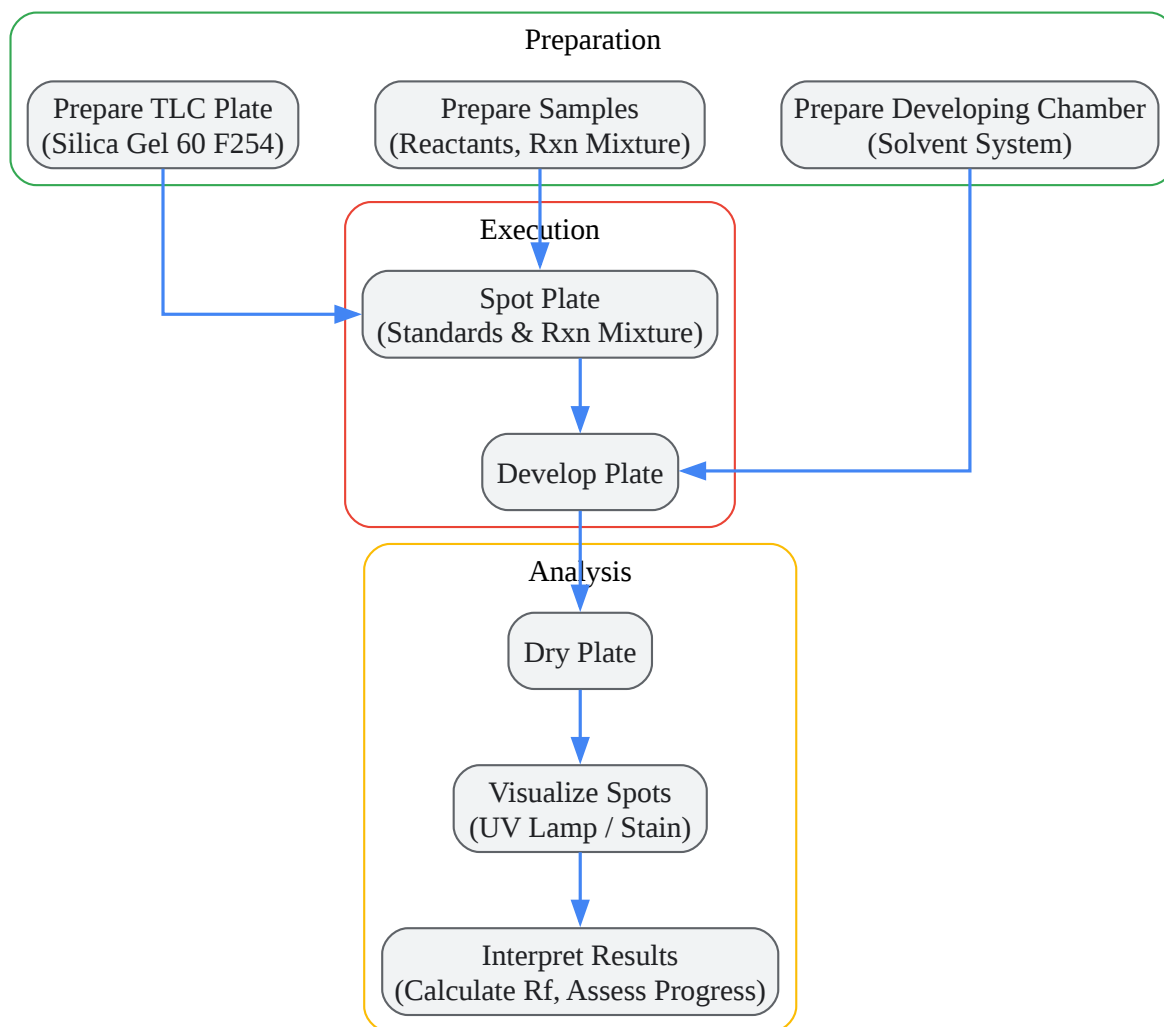 Preparation
Prepare TLC Plate
(Silica Gel 60 F254)
Prepare Samples
(Reactants, Rxn Mixture)
Prepare Developing Chamber
(Solvent System)
Execution
Spot Plate
(Standards & Rxn Mixture)
Develop Plate
Analysis
Dry Plate
Visualize Spots
(UV Lamp / Stain)
Interpret Results
(Calculate Rf, Assess Progress)